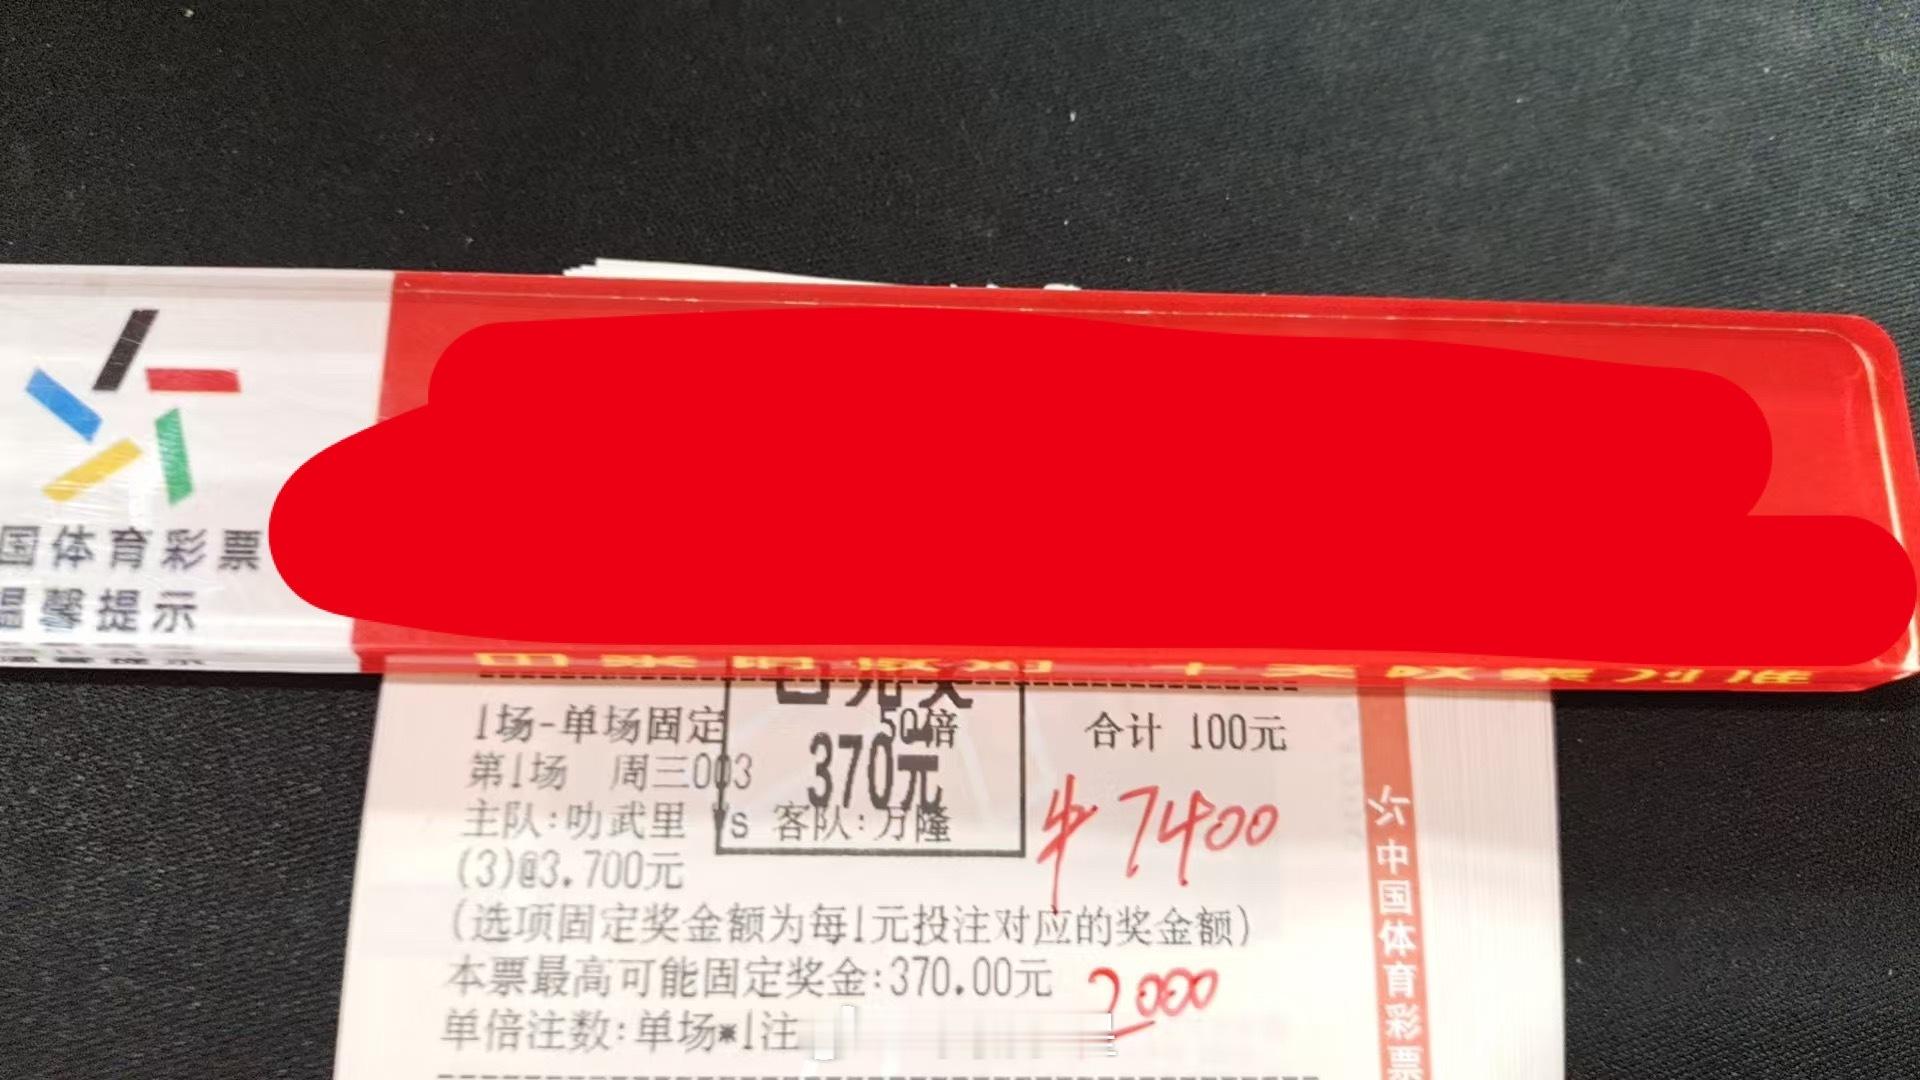 国体育彩票
温馨提示
已兑奖
370元
1场-单场固定 50倍 合计 100元
第1场 周三003
主队:叻武里 Vs 客队:万隆
(3)@3.700元
(选项固定奖金额为每1元投注对应的奖金额)
本票最高可能固定奖金:370.00元
单倍注数:单场*1注
中7400
2000
中国体育彩票